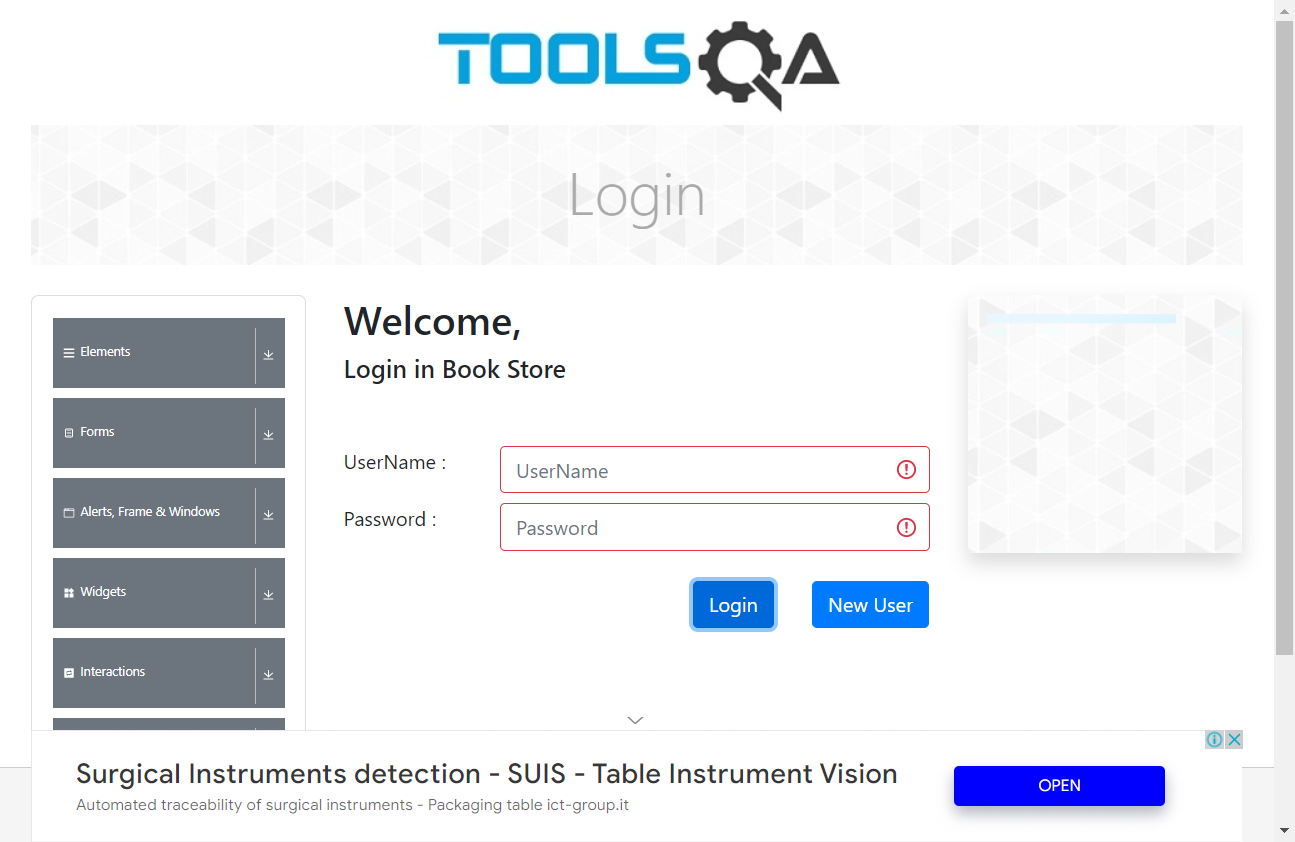 TOOLSQA
Login
Elements
Forms
Alerts, Frame & Windows
Widgets
Interactions
Welcome,
Login in Book Store
UserName :
UserName
Password :
Password
Login
New User
Surgical Instruments detection - SUIS - Table Instrument Vision
Automated traceability of surgical instruments - Packaging table ict-group.it
OPEN